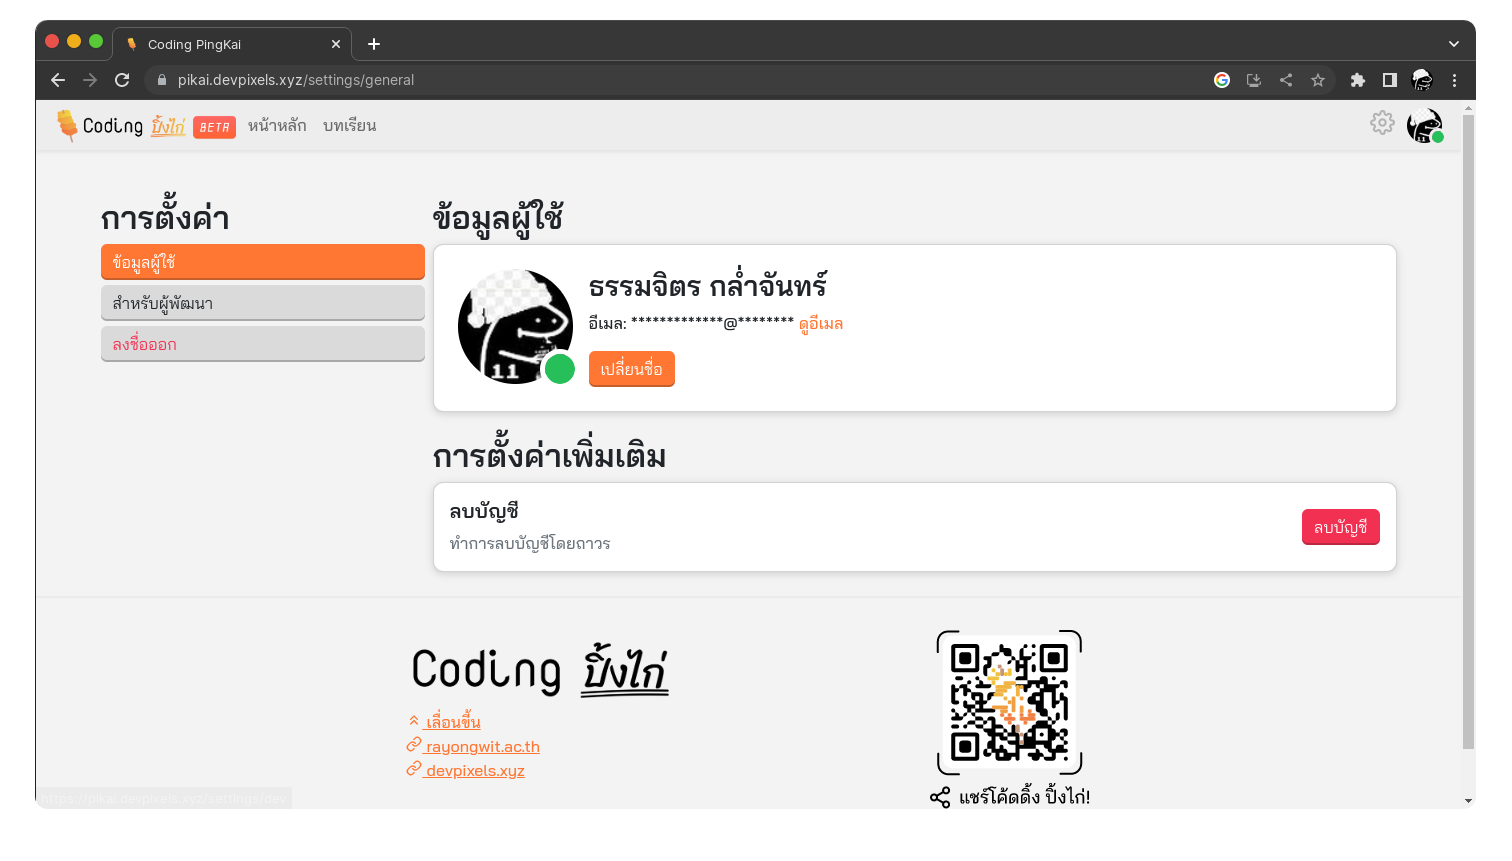 Coding PingKai
pikai.devpixels.xyz/settings/general
Coding ปิ้งไก่ BETA หน้าหลัก บทเรียน
การตั้งค่า
ข้อมูลผู้ใช้
สำหรับผู้พัฒนา
ลงชื่อออก
ข้อมูลผู้ใช้
11
ธรรมจิตร กล่ำจันทร์
อีเมล: *************@******** ดูอีเมล
เปลี่ยนชื่อ
การตั้งค่าเพิ่มเติม
ลบบัญชี
ทำการลบบัญชีโดยถาวร
ลบบัญชี
Coding ปิ้งไก่
เลื่อนขึ้น
rayongwit.ac.th
devpixels.xyz
แชร์โค้ดดิ้ง ปิ้งไก่!
https://pikai.devpixels.xyz/settings/dev